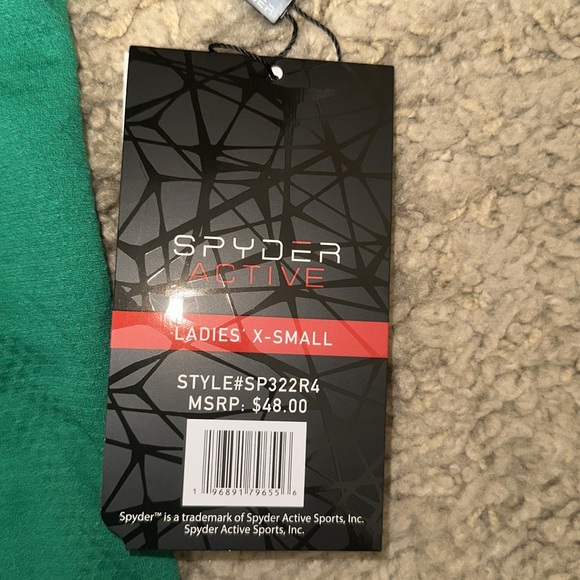 SPYDER
ACTIVE
LADIES' X-SMALL
STYLE#SP322R4
MSRP: $48.00
1 96891 79655 6
Spyder™ is a trademark of Spyder Active Sports, Inc.
Spyder Active Sports, Inc.